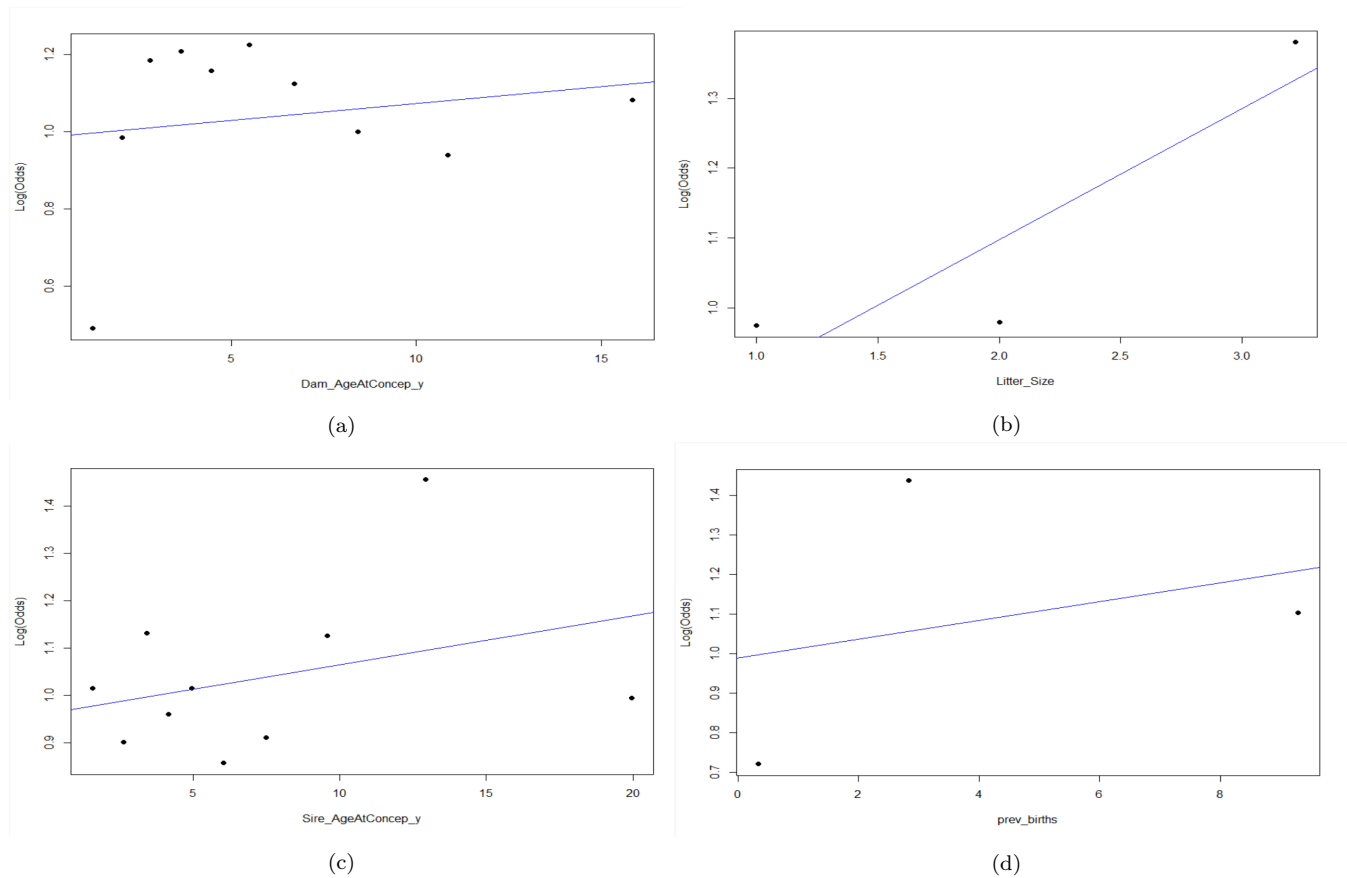 1.2
1.0
0.8
0.6
Log(Odds)
5 10 15
Dam_AgeAtConcep_y
(a)
1.3
1.2
1.1
1.0
Log(Odds)
1.0 1.5 2.0 2.5 3.0
Litter_Size
(b)
1.4
1.3
1.2
1.1
1.0
0.9
Log(Odds)
5 10 15 20
Sire_AgeAtConcep_y
(c)
1.4
1.3
1.2
1.1
1.0
0.9
0.8
0.7
Log(Odds)
0 2 4 6 8
prev_births
(d)